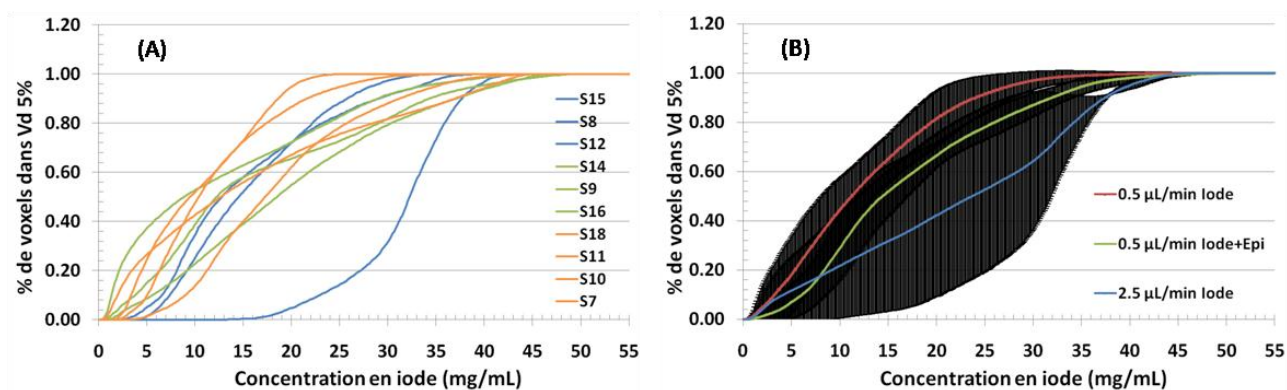 (A)
% de voxels dans Vd 5%
1.20
1.00
0.80
0.60
0.40
0.20
0.00
0 5 10 15 20 25 30 35 40 45 50 55
Concentration en iode (mg/mL)
S15
S8
S12
S14
S9
S16
S18
S11
S10
S7
(B)
% de voxels dans Vd 5%
1.20
1.00
0.80
0.60
0.40
0.20
0.00
0 5 10 15 20 25 30 35 40 45 50 55
Concentration en iode (mg/mL)
0.5 µL/min Iode
0.5 µL/min Iode+Epi
2.5 µL/min Iode